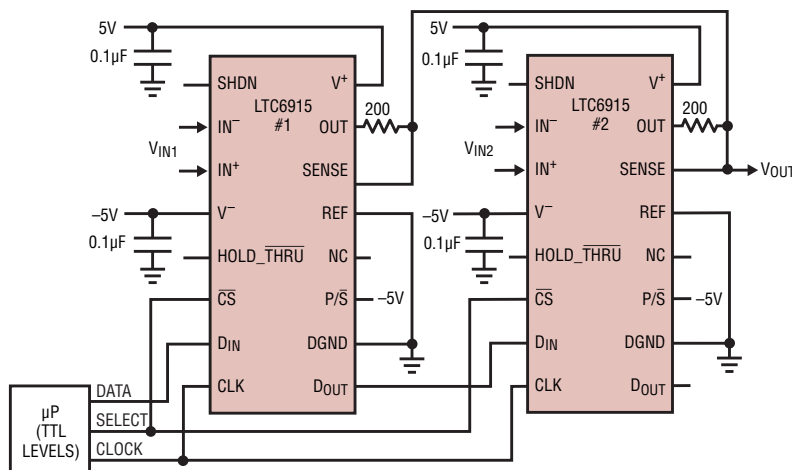 5V
0.1µF
SHDN
V+
LTC6915
#1
IN−
OUT
200
VIN1
IN+
SENSE
−5V
V−
REF
0.1µF
HOLD_THRU
NC
CS
P/S
−5V
DIN
DGND
CLK
DOUT
5V
0.1µF
SHDN
V+
LTC6915
#2
IN−
OUT
200
VIN2
IN+
SENSE
VOUT
−5V
V−
REF
0.1µF
HOLD_THRU
NC
CS
P/S
−5V
DIN
DGND
CLK
DOUT
µP
(TTL
LEVELS)
DATA
SELECT
CLOCK